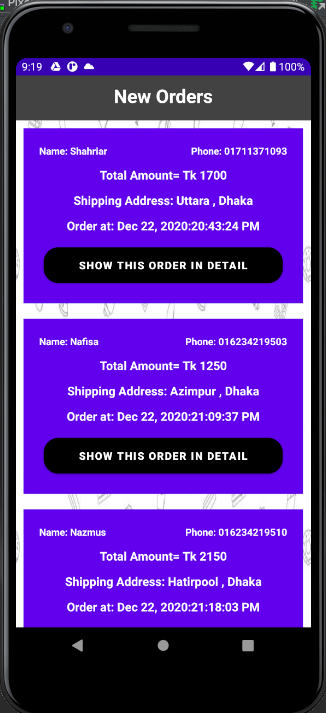 9:19 100%
New Orders
Name: Shahriar Phone: 01711371093
Total Amount= Tk 1700
Shipping Address: Uttara , Dhaka
Order at: Dec 22, 2020:20:43:24 PM
SHOW THIS ORDER IN DETAIL
Name: Nafisa Phone: 016234219503
Total Amount= Tk 1250
Shipping Address: Azimpur , Dhaka
Order at: Dec 22, 2020:21:09:37 PM
SHOW THIS ORDER IN DETAIL
Name: Nazmus Phone: 016234219510
Total Amount= Tk 2150
Shipping Address: Hatirpool , Dhaka
Order at: Dec 22, 2020:21:18:03 PM